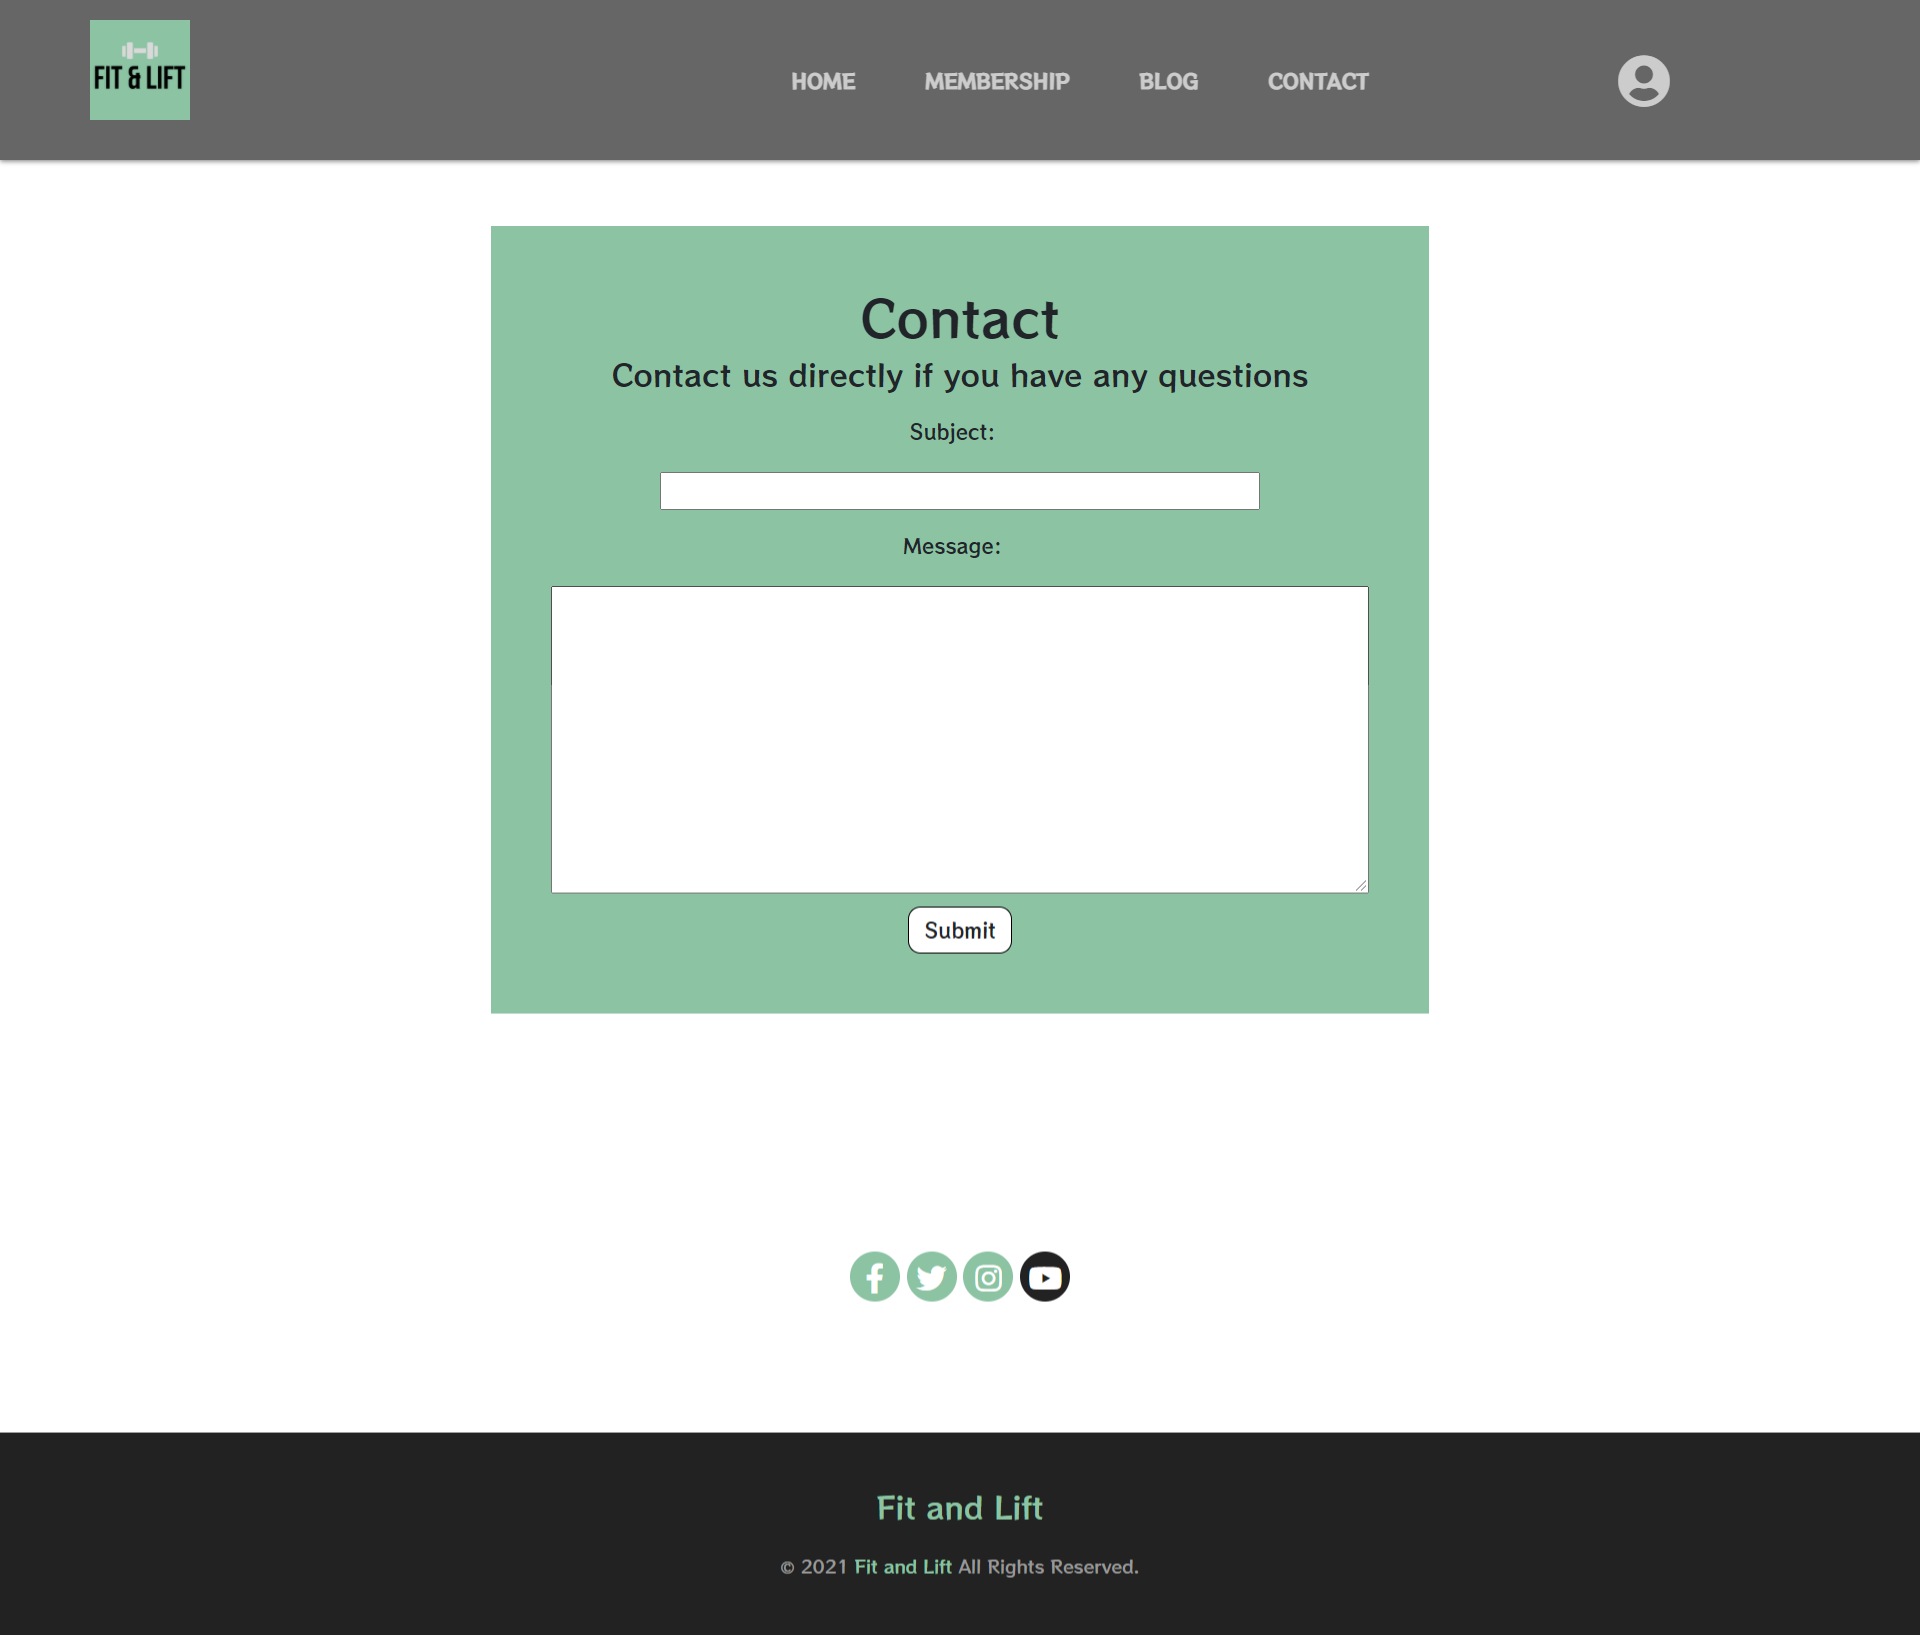 FIT & LIFT
HOME MEMBERSHIP BLOG CONTACT
Contact
Contact us directly if you have any questions
Subject:
Message:
Submit
Fit and Lift
© 2021 Fit and Lift All Rights Reserved.